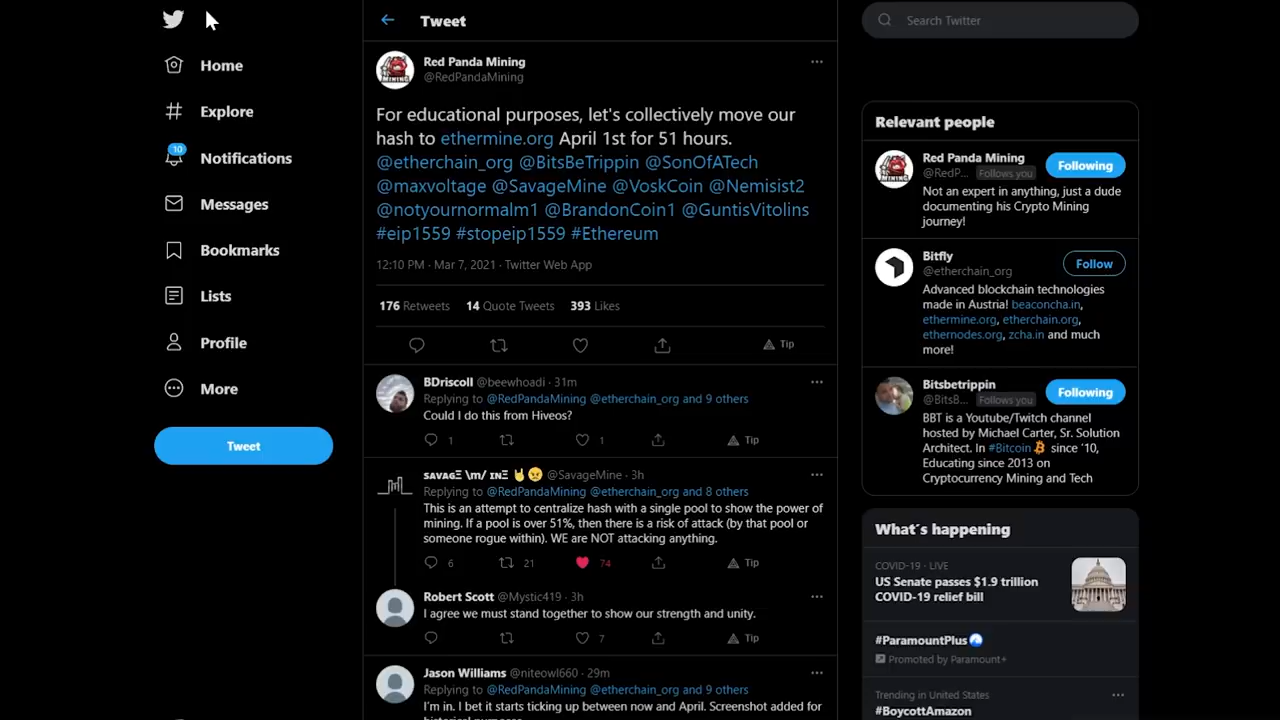 Home
Explore
10
Notifications
Messages
Bookmarks
Lists
Profile
More
Tweet
Tweet
Red Panda Mining
@RedPandaMining
For educational purposes, let's collectively move our
hash to ethermine.org April 1st for 51 hours.
@etherchain_org @BitsBeTrippin @SonOfATech
@maxvoltage @SavageMine @VoskCoin @Nemisist2
@notyournormalm1 @BrandonCoin1 @GuntisVitolins
#eip1559 #stopeip1559 #Ethereum
12:10 PM · Mar 7, 2021 · Twitter Web App
176 Retweets 14 Quote Tweets 393 Likes
Tip
BDriscoll @beewhoadi · 31m
Replying to @RedPandaMining @etherchain_org and 9 others
Could I do this from Hiveos?
1 1 Tip
sᴀᴠᴀɢΞ \m/ ɪɴΞ 🤘😠 @SavageMine · 3h
Replying to @RedPandaMining @etherchain_org and 8 others
This is an attempt to centralize hash with a single pool to show the power of
mining. If a pool is over 51%, then there is a risk of attack (by that pool or
someone rogue within). WE are NOT attacking anything.
6 21 74 Tip
Robert Scott @Mystic419 · 3h
I agree we must stand together to show our strength and unity.
7 Tip
Jason Williams @niteowl660 · 29m
Replying to @RedPandaMining @etherchain_org and 9 others
I'm in. I bet it starts ticking up between now and April. Screenshot added for
Search Twitter
Relevant people
Red Panda Mining
@RedP... Follows you
Following
Not an expert in anything, just a dude
documenting his Crypto Mining
journey!
Bitfly
@etherchain_org
Follow
Advanced blockchain technologies
made in Austria! beaconcha.in,
ethermine.org, etherchain.org,
ethernodes.org, zcha.in and much
more!
Bitsbetrippin
@BitsB... Follows you
Following
BBT is a Youtube/Twitch channel
hosted by Michael Carter, Sr. Solution
Architect. In #Bitcoin since '10,
Educating since 2013 on
Cryptocurrency Mining and Tech
What's happening
COVID-19 · LIVE
US Senate passes $1.9 trillion
COVID-19 relief bill
#ParamountPlus
Promoted by Paramount+
Trending in United States
#BoycottAmazon